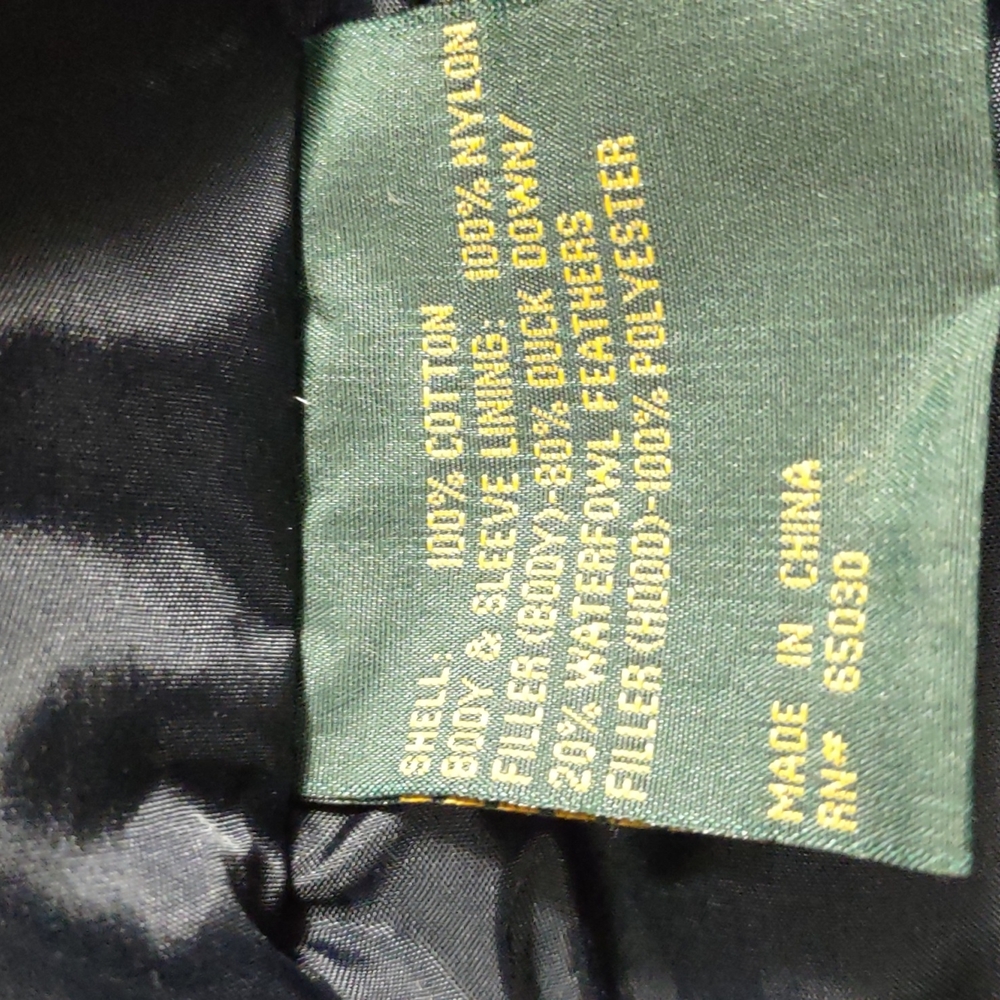 SHELL: 100% COTTON
BODY & SLEEVE LINING: 100% NYLON
FILLER (BODY)-80% DUCK DOWN/
20% WATERFOWL FEATHERS
FILLER (HOOD)-100% POLYESTER
MADE IN CHINA
RN# 65030